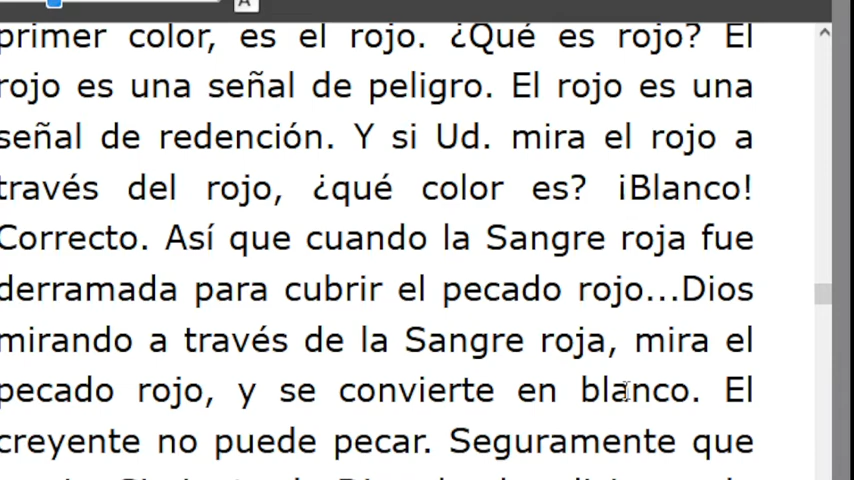 A
primer color, es el rojo. ¿Qué es rojo? El
rojo es una señal de peligro. El rojo es una
señal de redención. Y si Ud. mira el rojo a
través del rojo, ¿qué color es? ¡Blanco!
Correcto. Así que cuando la Sangre roja fue
derramada para cubrir el pecado rojo...Dios
mirando a través de la Sangre roja, mira el
pecado rojo, y se convierte en blanco. El
creyente no puede pecar. Seguramente que